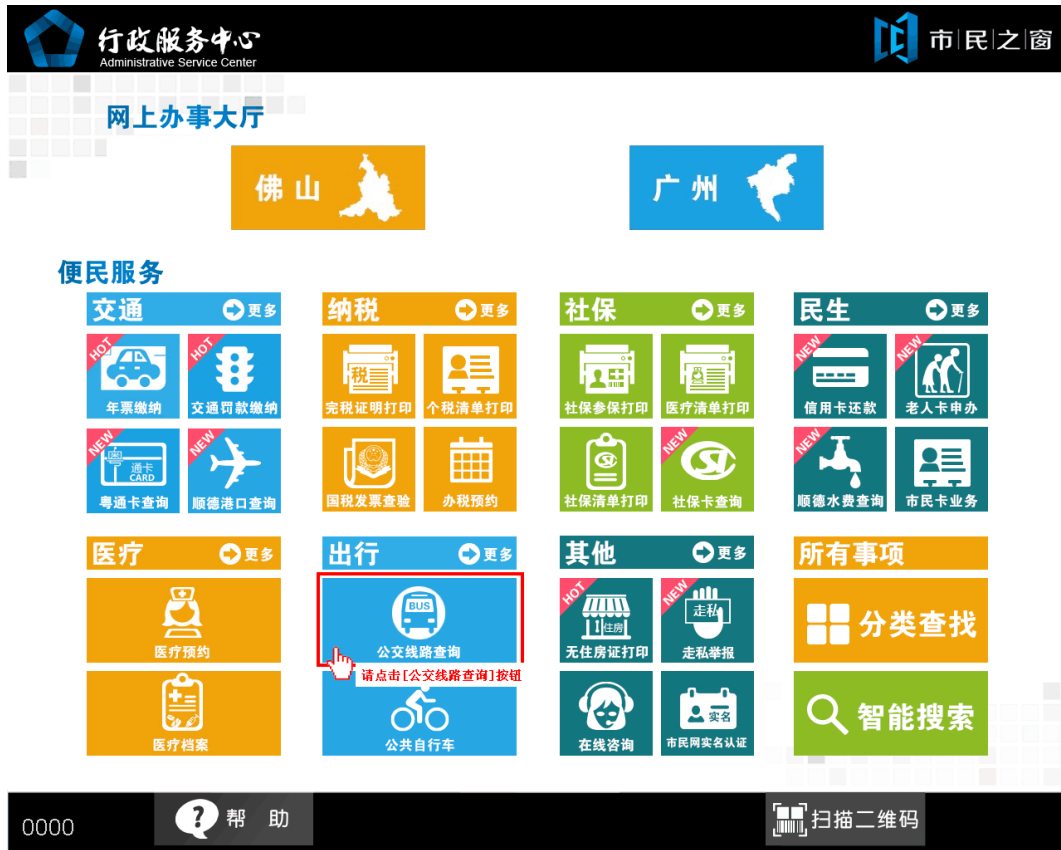 行政服务中心
Administrative Service Center
市民之窗
网上办事大厅
佛山
广州
便民服务
交通 更多
纳税 更多
社保 更多
民生 更多
HOT
HOT
NEW
NEW
税
年票缴纳
交通罚款缴纳
完税证明打印
个税清单打印
社保参保打印
医疗清单打印
信用卡还款
老人卡申办
NEW
NEW
NEW
NEW
通卡
CARD
粤通卡查询
顺德港口查询
国税发票查验
办税预约
社保清单打印
社保卡查询
顺德水费查询
市民卡业务
医疗 更多
出行 更多
其他 更多
所有事项
HOT
NEW
BUS
住房
走私
医疗预约
公交线路查询
无住房证打印
走私举报
分类查找
请点击[公交线路查询]按钮
实名
医疗档案
公共自行车
在线咨询
市民网实名认证
智能搜索
0000
? 帮 助
扫描二维码